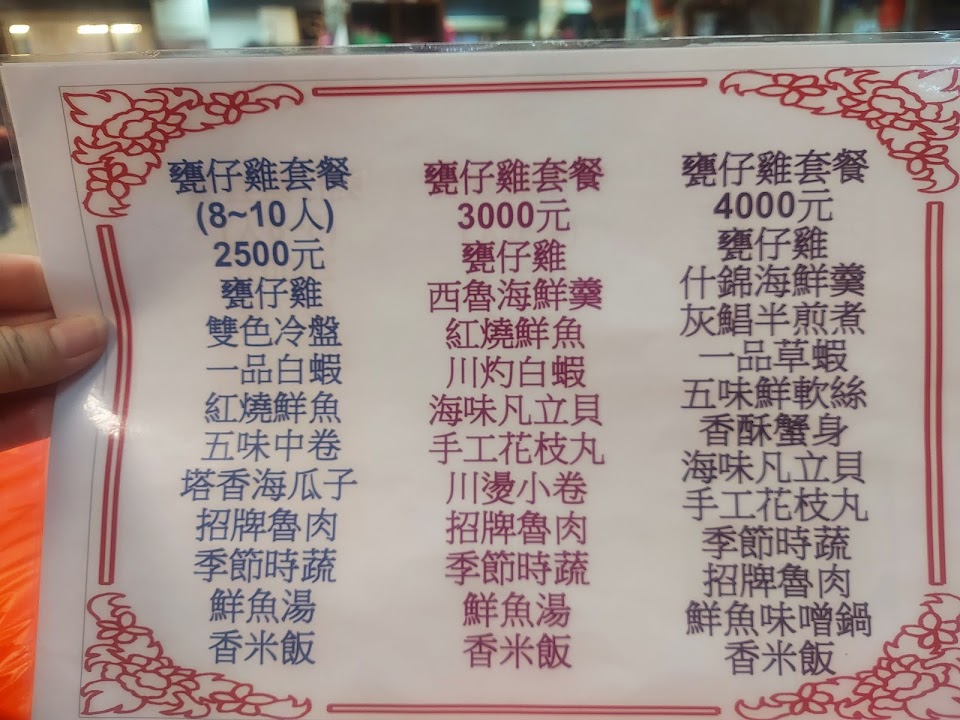 甕仔雞套餐
(8~10人)
2500元
甕仔雞
雙色冷盤
一品白蝦
紅燒鮮魚
五味中卷
塔香海瓜子
招牌魯肉
季節時蔬
鮮魚湯
香米飯
甕仔雞套餐
3000元
甕仔雞
西魯海鮮羹
紅燒鮮魚
川灼白蝦
海味凡立貝
手工花枝丸
川燙小卷
招牌魯肉
季節時蔬
鮮魚湯
香米飯
甕仔雞套餐
4000元
甕仔雞
什錦海鮮羹
灰鯧半煎煮
一品草蝦
五味鮮軟絲
香酥蟹身
海味凡立貝
手工花枝丸
季節時蔬
招牌魯肉
鮮魚味噌鍋
香米飯